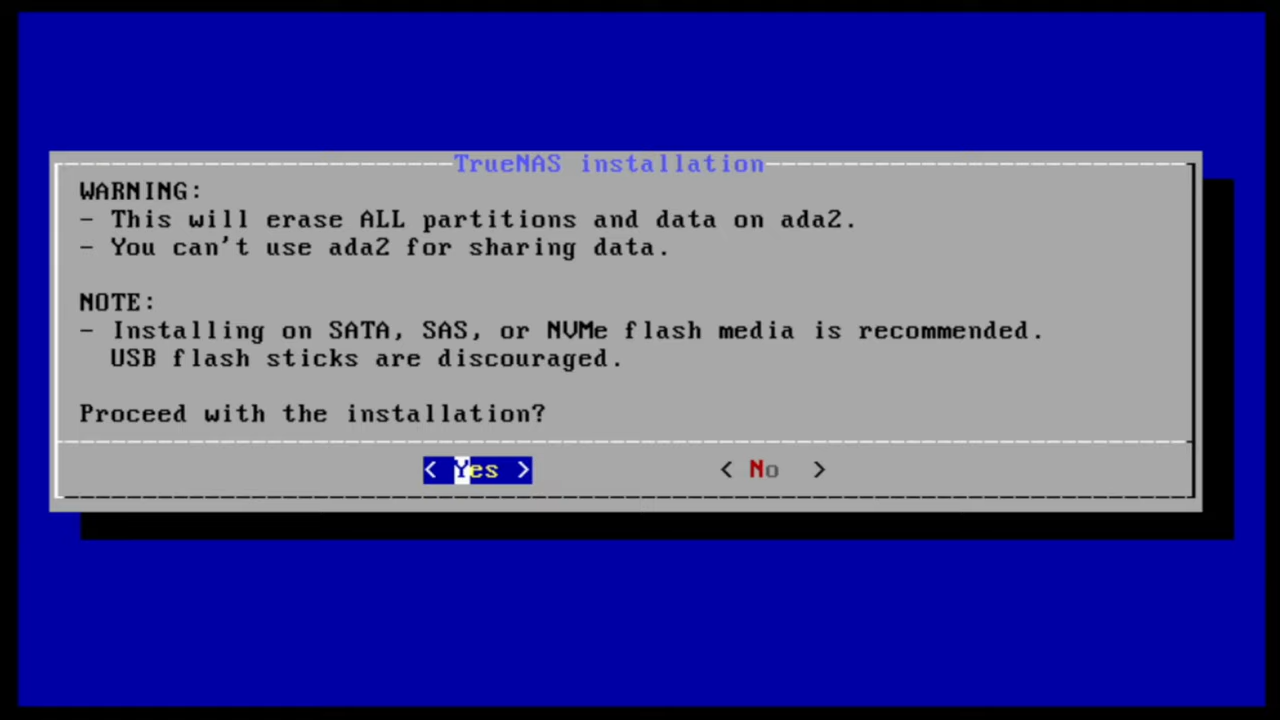 TrueNAS installation
WARNING:
- This will erase ALL partitions and data on ada2.
- You can't use ada2 for sharing data.
NOTE:
- Installing on SATA, SAS, or NVMe flash media is recommended.
USB flash sticks are discouraged.
Proceed with the installation?
< Yes > < No >